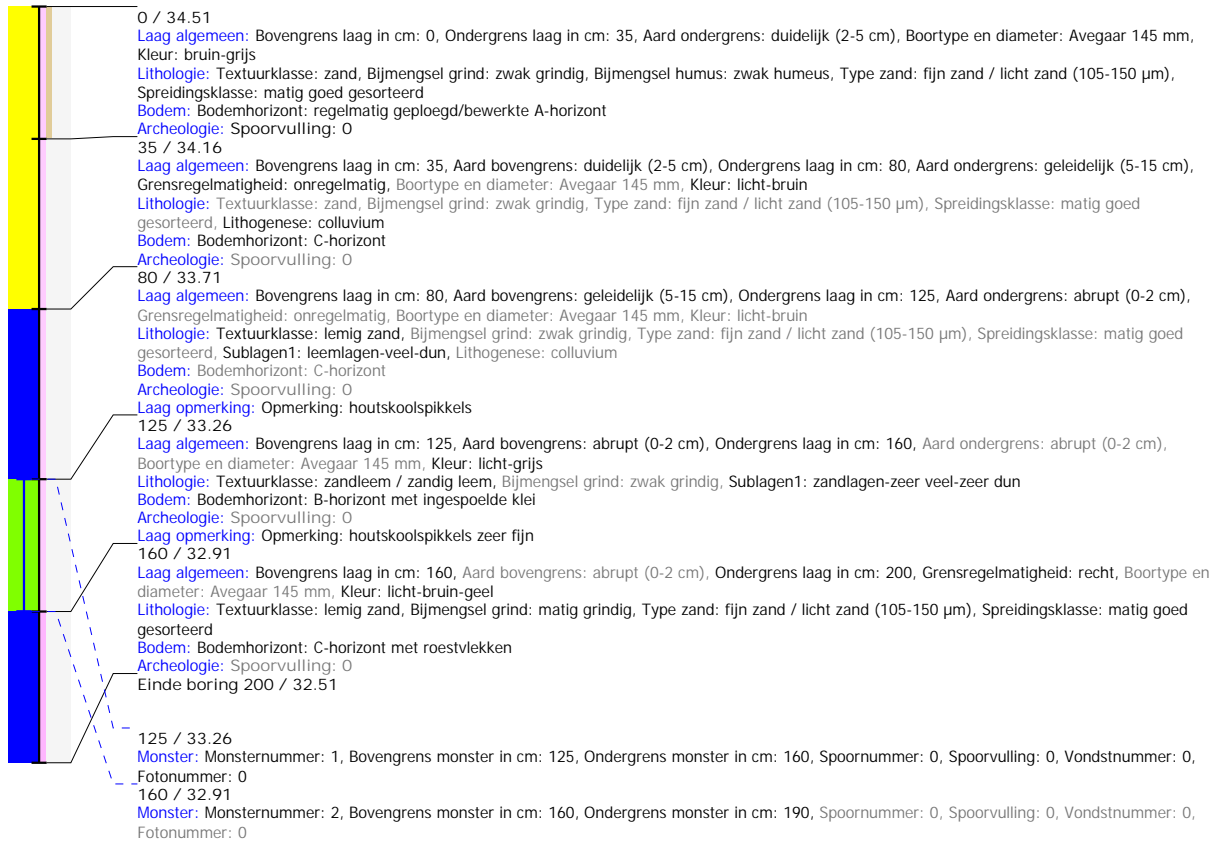 0 / 34.51
Laag algemeen: Bovengrens laag in cm: 0, Ondergrens laag in cm: 35, Aard ondergrens: duidelijk (2-5 cm), Boortype en diameter: Avegaar 145 mm,
Kleur: bruin-grijs
Lithologie: Textuurklasse: zand, Bijmengsel grind: zwak grindig, Bijmengsel humus: zwak humeus, Type zand: fijn zand / licht zand (105-150 µm),
Spreidingsklasse: matig goed gesorteerd
Bodem: Bodemhorizont: regelmatig geploegd/bewerkte A-horizont
Archeologie: Spoorvulling: 0
35 / 34.16
Laag algemeen: Bovengrens laag in cm: 35, Aard bovengrens: duidelijk (2-5 cm), Ondergrens laag in cm: 80, Aard ondergrens: geleidelijk (5-15 cm),
Grensregelmatigheid: onregelmatig, Boortype en diameter: Avegaar 145 mm, Kleur: licht-bruin
Lithologie: Textuurklasse: zand, Bijmengsel grind: zwak grindig, Type zand: fijn zand / licht zand (105-150 µm), Spreidingsklasse: matig goed
gesorteerd, Lithogenese: colluvium
Bodem: Bodemhorizont: C-horizont
Archeologie: Spoorvulling: 0
80 / 33.71
Laag algemeen: Bovengrens laag in cm: 80, Aard bovengrens: geleidelijk (5-15 cm), Ondergrens laag in cm: 125, Aard ondergrens: abrupt (0-2 cm),
Grensregelmatigheid: onregelmatig, Boortype en diameter: Avegaar 145 mm, Kleur: licht-bruin
Lithologie: Textuurklasse: lemig zand, Bijmengsel grind: zwak grindig, Type zand: fijn zand / licht zand (105-150 µm), Spreidingsklasse: matig goed
gesorteerd, Sublagen1: leemlagen-veel-dun, Lithogenese: colluvium
Bodem: Bodemhorizont: C-horizont
Archeologie: Spoorvulling: 0
Laag opmerking: Opmerking: houtskoolspikkels
125 / 33.26
Laag algemeen: Bovengrens laag in cm: 125, Aard bovengrens: abrupt (0-2 cm), Ondergrens laag in cm: 160, Aard ondergrens: abrupt (0-2 cm),
Boortype en diameter: Avegaar 145 mm, Kleur: licht-grijs
Lithologie: Textuurklasse: zandleem / zandig leem, Bijmengsel grind: zwak grindig, Sublagen1: zandlagen-zeer veel-zeer dun
Bodem: Bodemhorizont: B-horizont met ingespoelde klei
Archeologie: Spoorvulling: 0
Laag opmerking: Opmerking: houtskoolspikkels zeer fijn
160 / 32.91
Laag algemeen: Bovengrens laag in cm: 160, Aard bovengrens: abrupt (0-2 cm), Ondergrens laag in cm: 200, Grensregelmatigheid: recht, Boortype en
diameter: Avegaar 145 mm, Kleur: licht-bruin-geel
Lithologie: Textuurklasse: lemig zand, Bijmengsel grind: matig grindig, Type zand: fijn zand / licht zand (105-150 µm), Spreidingsklasse: matig goed
gesorteerd
Bodem: Bodemhorizont: C-horizont met roestvlekken
Archeologie: Spoorvulling: 0
Einde boring 200 / 32.51
125 / 33.26
Monster: Monsternummer: 1, Bovengrens monster in cm: 125, Ondergrens monster in cm: 160, Spoornummer: 0, Spoorvulling: 0, Vondstnummer: 0,
Fotonummer: 0
160 / 32.91
Monster: Monsternummer: 2, Bovengrens monster in cm: 160, Ondergrens monster in cm: 190, Spoornummer: 0, Spoorvulling: 0, Vondstnummer: 0,
Fotonummer: 0